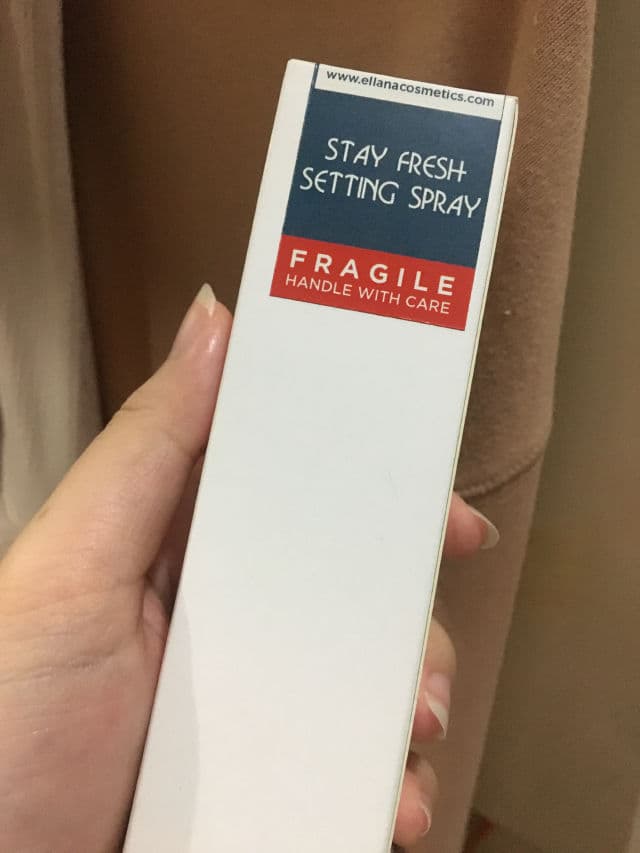 www.ellanacosmetics.com
STAY FRESH
SETTING SPRAY
FRAGILE
HANDLE WITH CARE